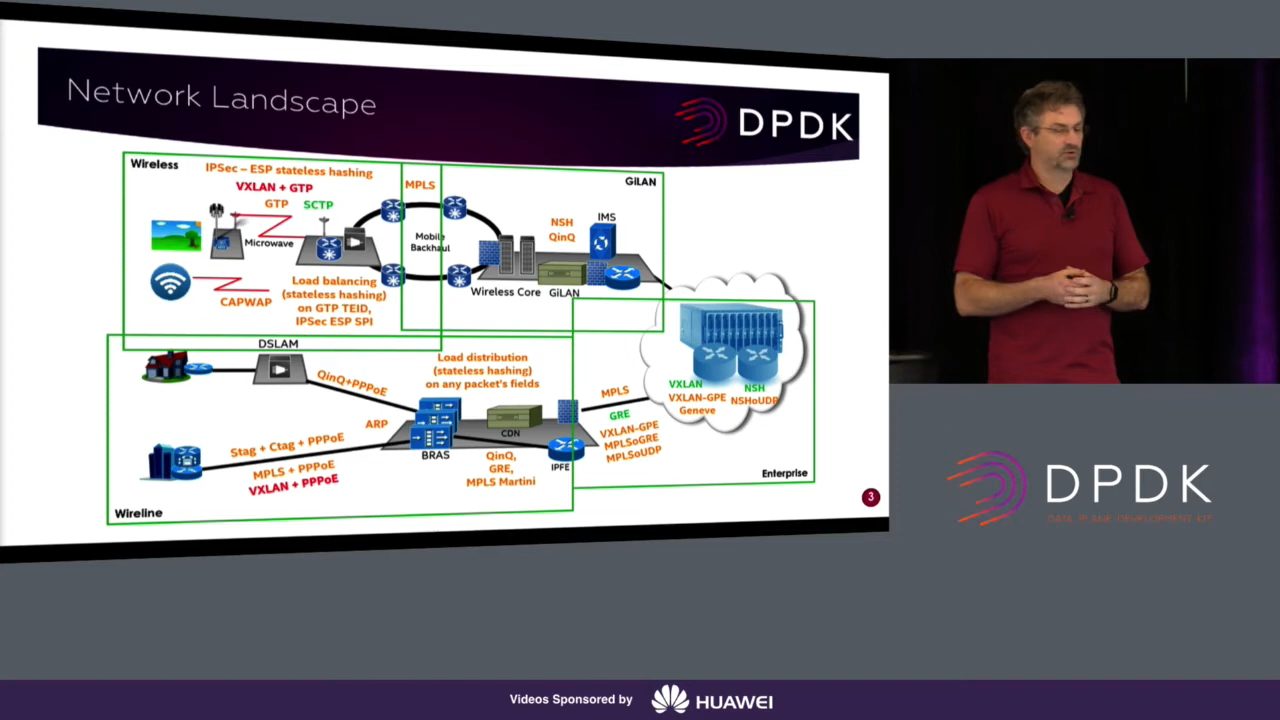 Network Landscape
DPDK
Wireless
IPSec – ESP stateless hashing
VXLAN + GTP
GTP SCTP
Microwave
CAPWAP
Load balancing
(stateless hashing)
on GTP TEID,
IPSec ESP SPI
MPLS
Mobile
Backhaul
GiLAN
NSH
QinQ
IMS
Wireless Core
GiLAN
DSLAM
QinQ+PPPoE
Load distribution
(stateless hashing)
on any packet's fields
ARP
Stag + Ctag + PPPoE
MPLS + PPPoE
VXLAN + PPPoE
BRAS
CDN
QinQ,
GRE,
MPLS Martini
IPFE
MPLS
GRE
VXLAN-GPE
MPLSoGRE
MPLSoUDP
VXLAN
VXLAN-GPE
Geneve
NSH
NSHoUDP
Enterprise
Wireline
3
DPDK
DATA PLANE DEVELOPMENT KIT
Videos Sponsored by
HUAWEI